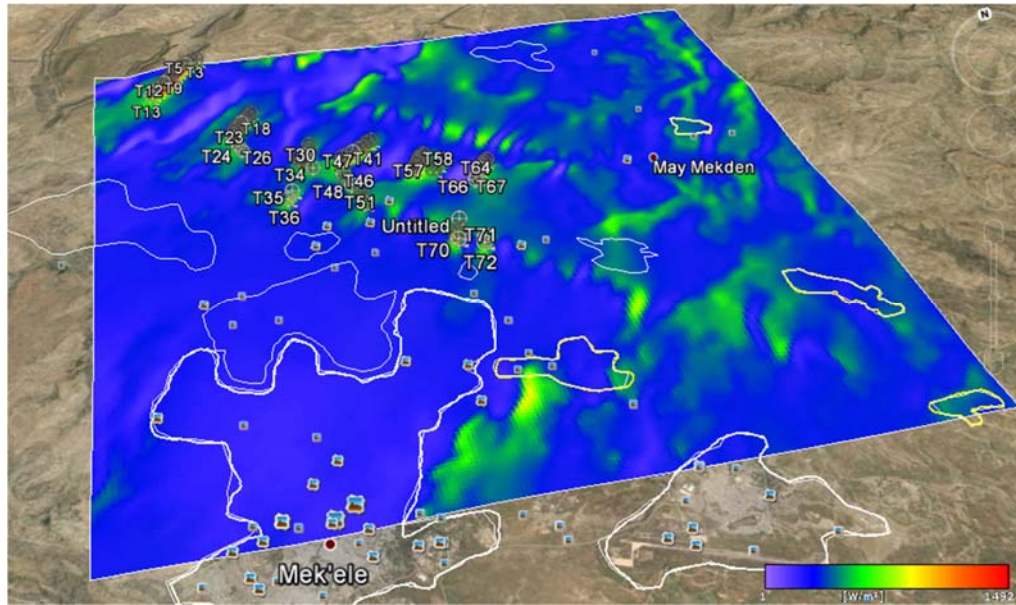 N
T5
T3
T12
T9
T13
T18
T23
T24
T26
T30
T47
T41
T34
T58
T57
T64
T46
T48
T66
T67
T35
T51
T36
May Mekden
Untitled
T71
T70
T72
Mek'ele
1
[W/m²]
1492